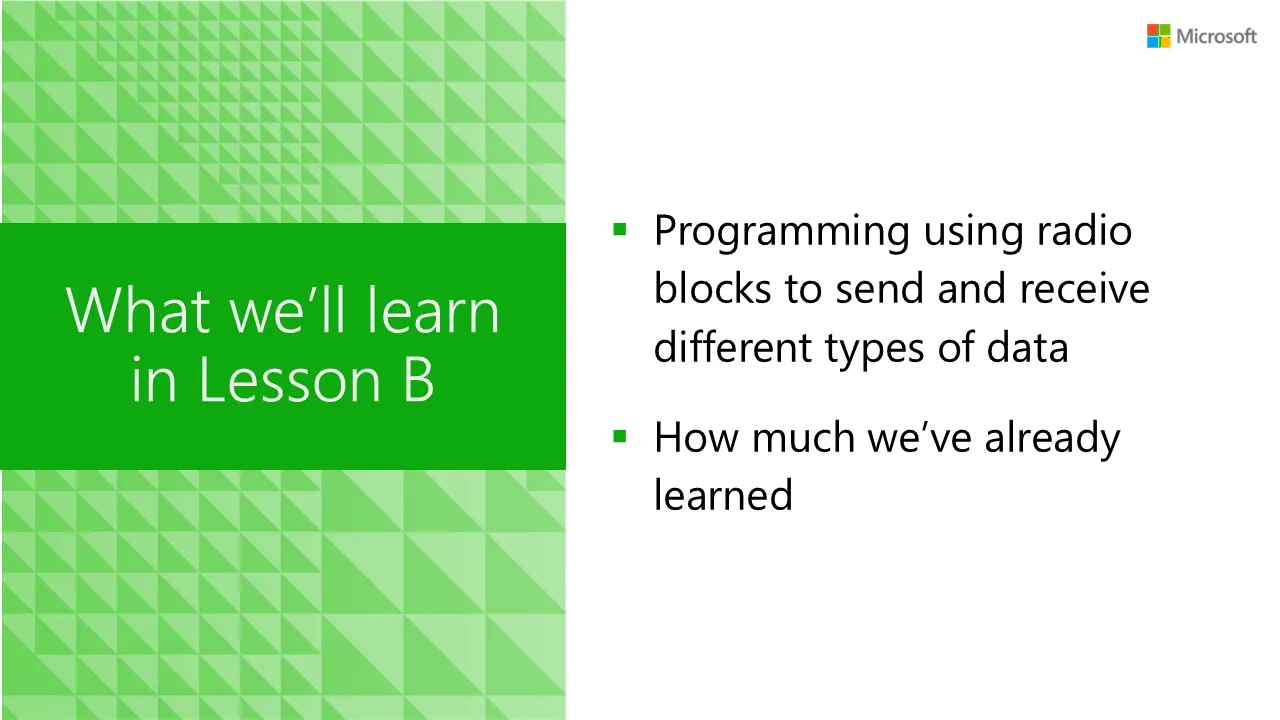 Microsoft
What we’ll learn
in Lesson B
Programming using radio
blocks to send and receive
different types of data
How much we’ve already
learned